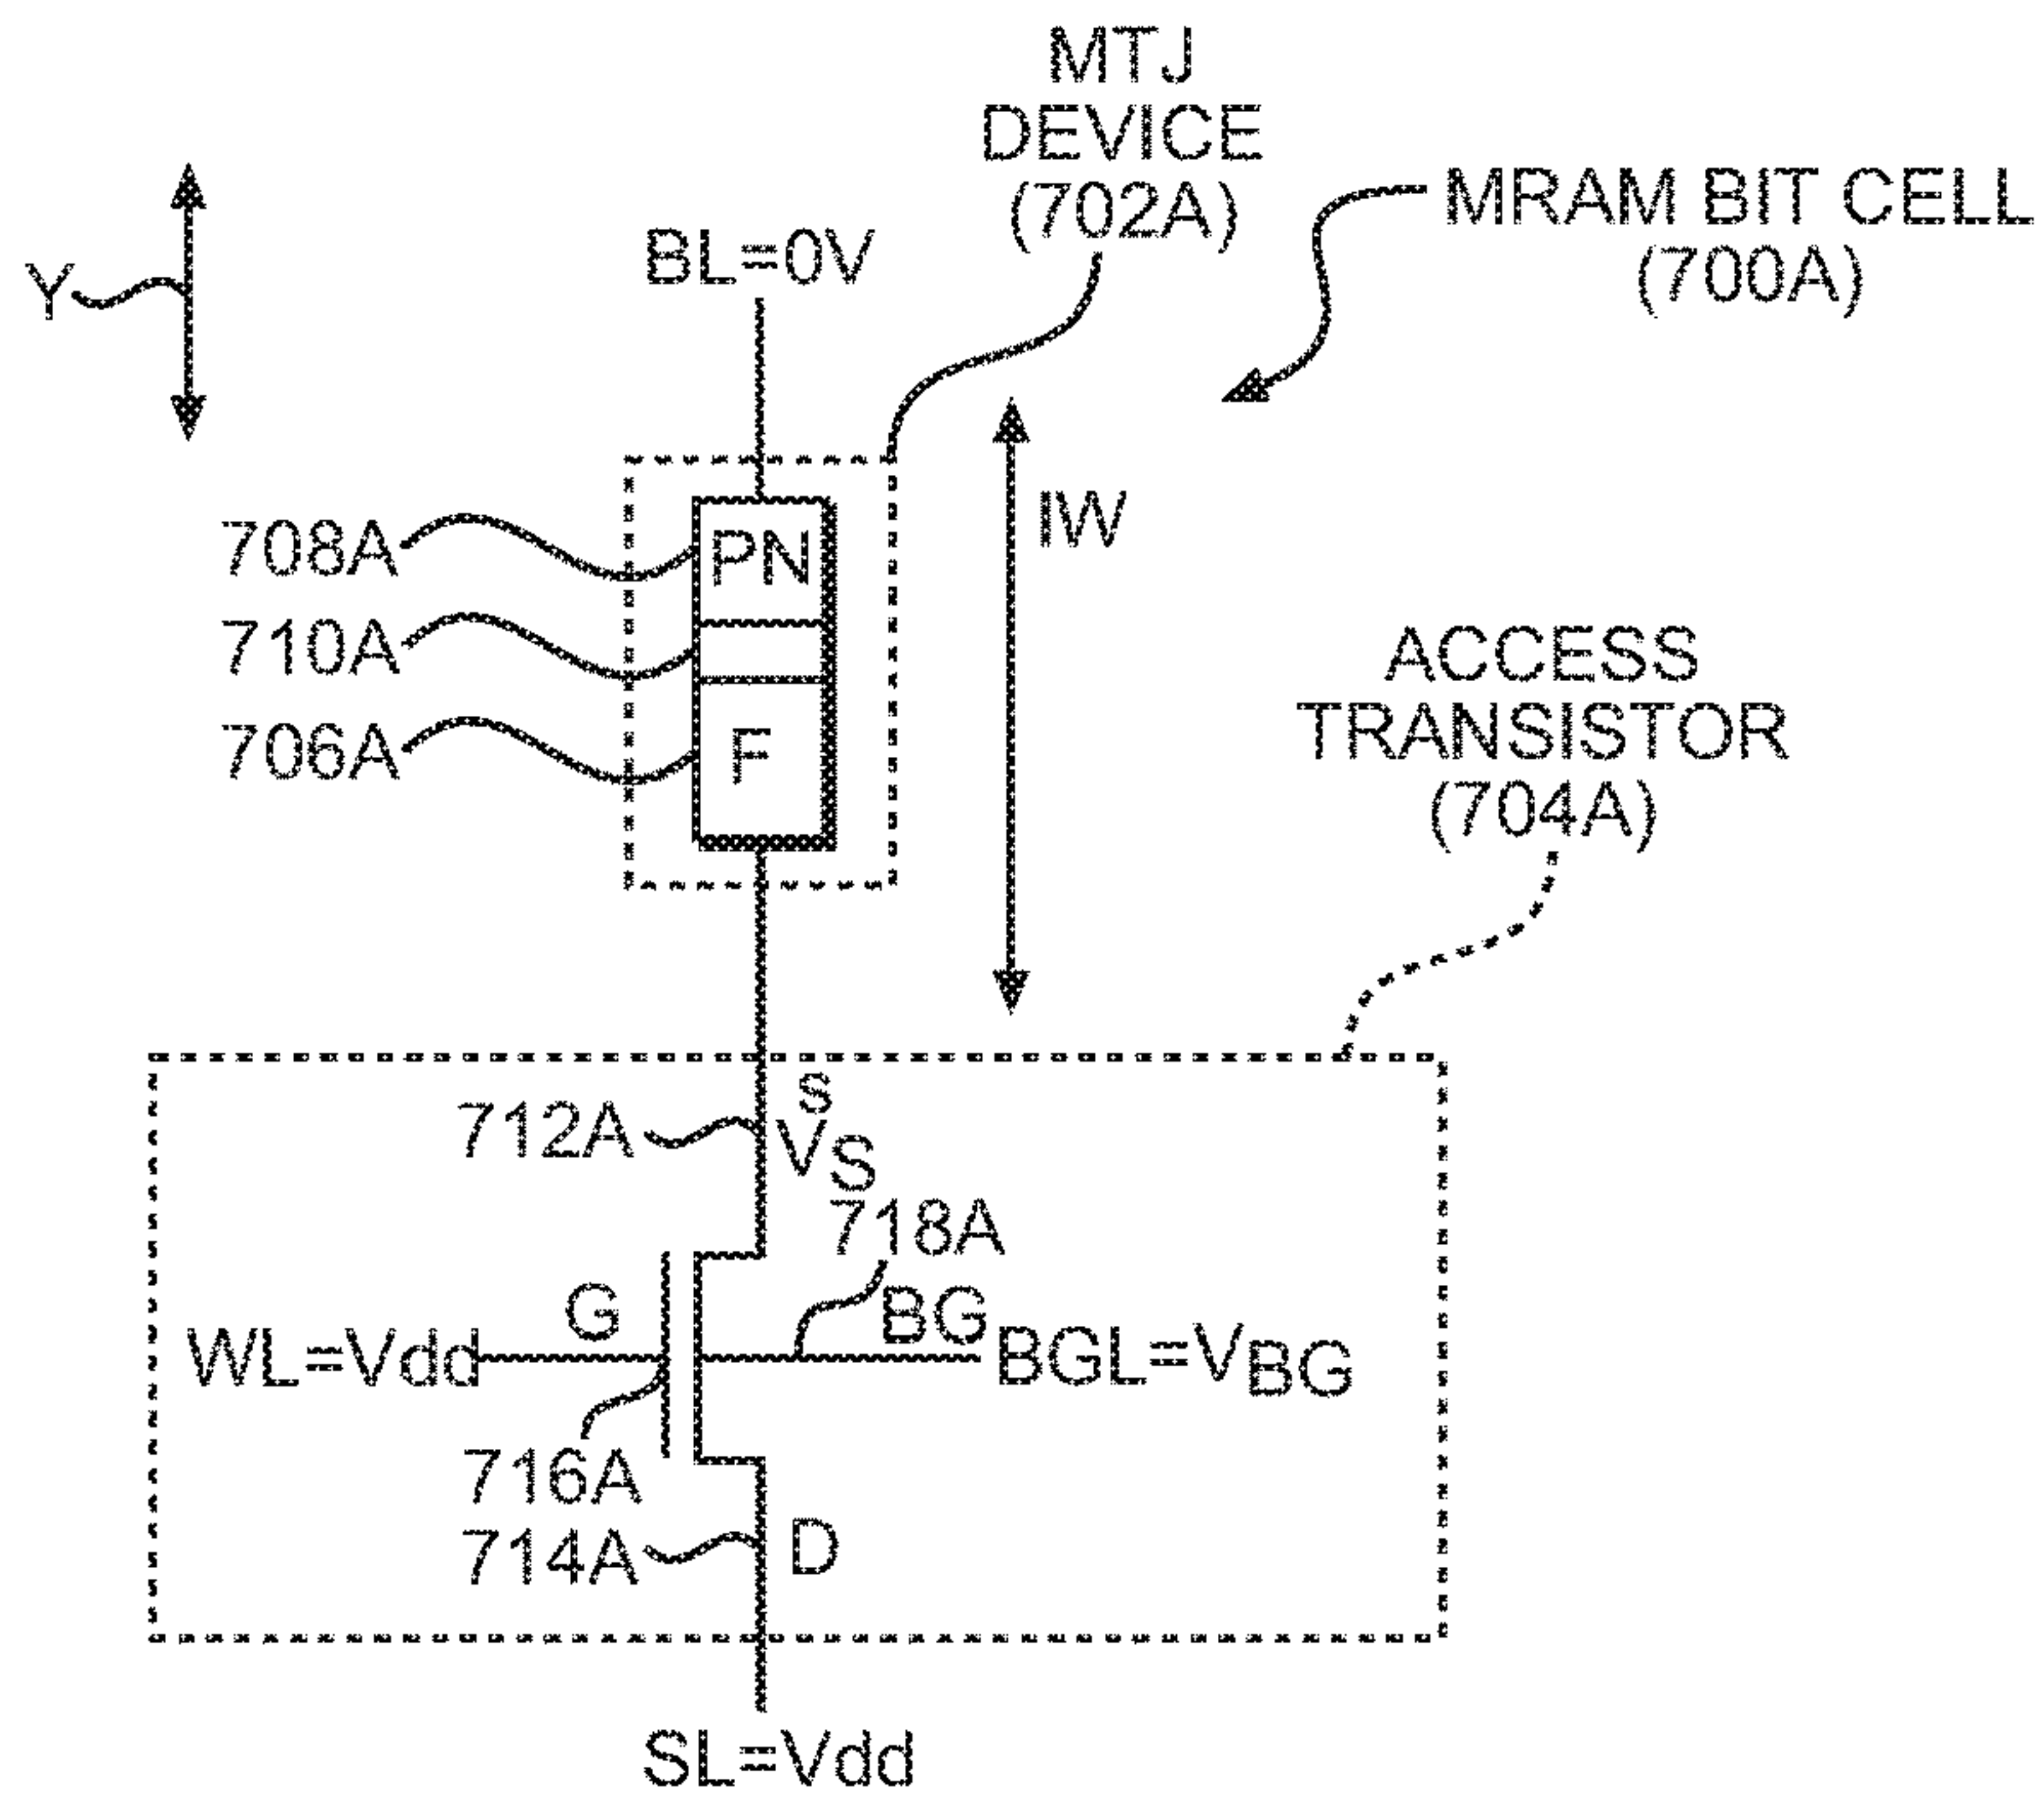 MTJ
DEVICE
(702A)
MRAM BIT CELL
(700A)
Y
BL=0V
IW
708A
PN
710A
706A
F
ACCESS
TRANSISTOR
(704A)
S
712A
VS
718A
G
BG
WL=Vdd
BGL=VBG
716A
714A
D
SL=Vdd